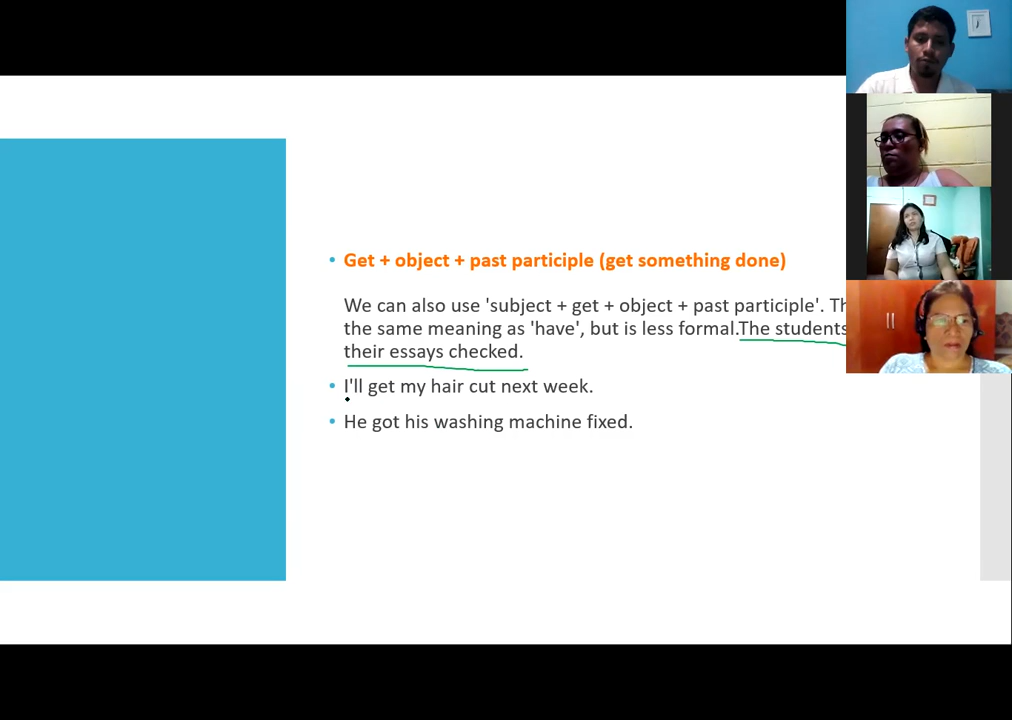 Get + object + past participle (get something done)
We can also use 'subject + get + object + past participle'. Th
the same meaning as 'have', but is less formal.The students
their essays checked.
I'll get my hair cut next week.
He got his washing machine fixed.